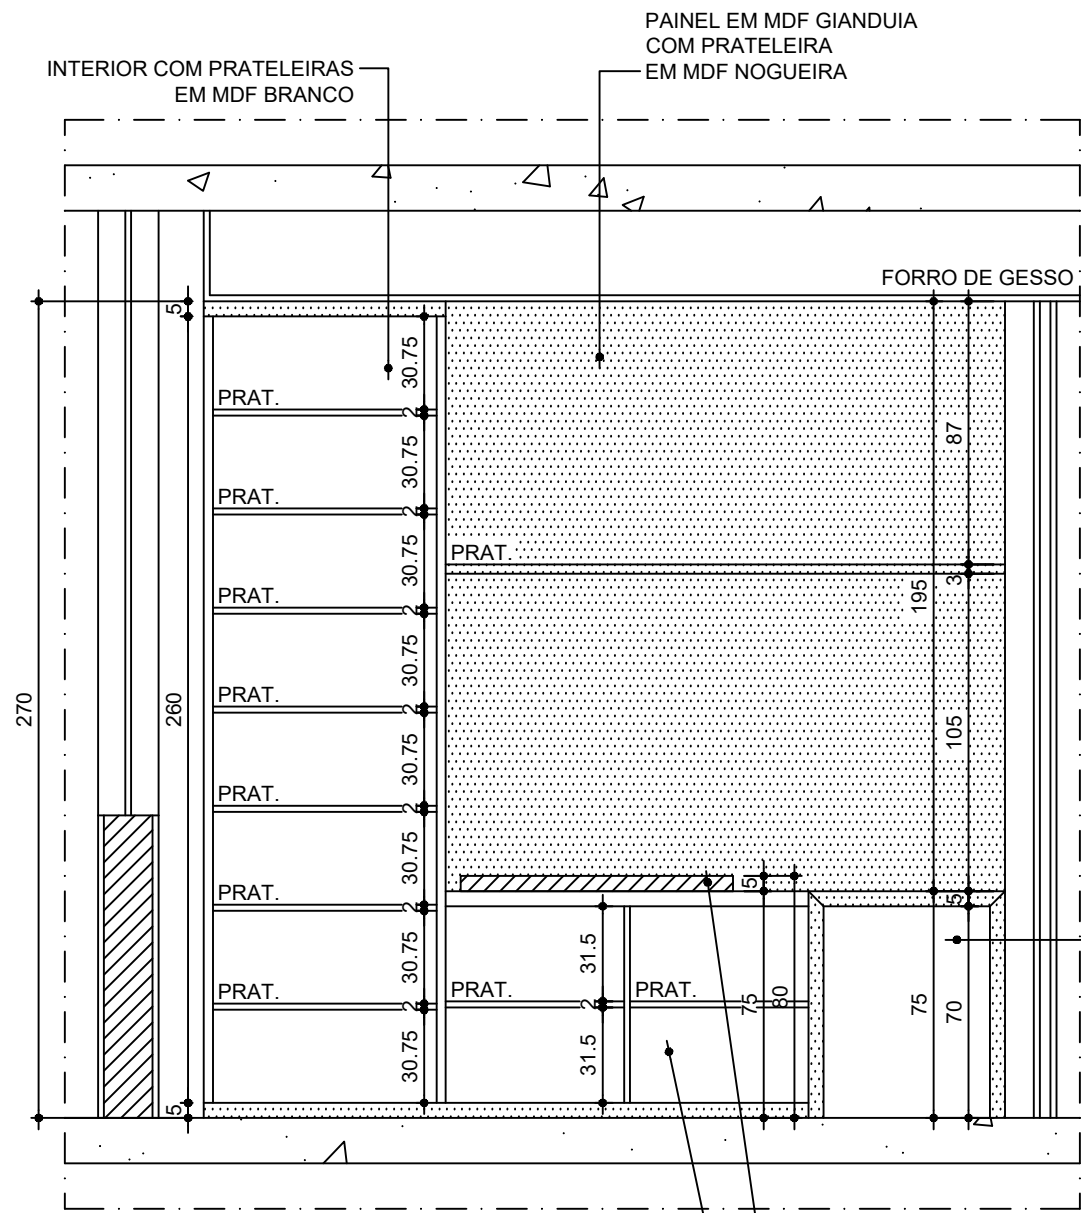 PAINEL EM MDF GIANDUIA
COM PRATELEIRA
EM MDF NOGUEIRA
INTERIOR COM PRATELEIRAS
EM MDF BRANCO
FORRO DE GESSO
5
30.75
PRAT.
2
87
30.75
PRAT.
2
30.75
PRAT.
3
195
PRAT.
2
30.75
270
260
PRAT.
2
105
30.75
PRAT.
2
30.75
5
5
PRAT.
2
30.75
31.5
PRAT.
2
PRAT.
2
PRAT.
75
80
75
70
30.75
31.5
5